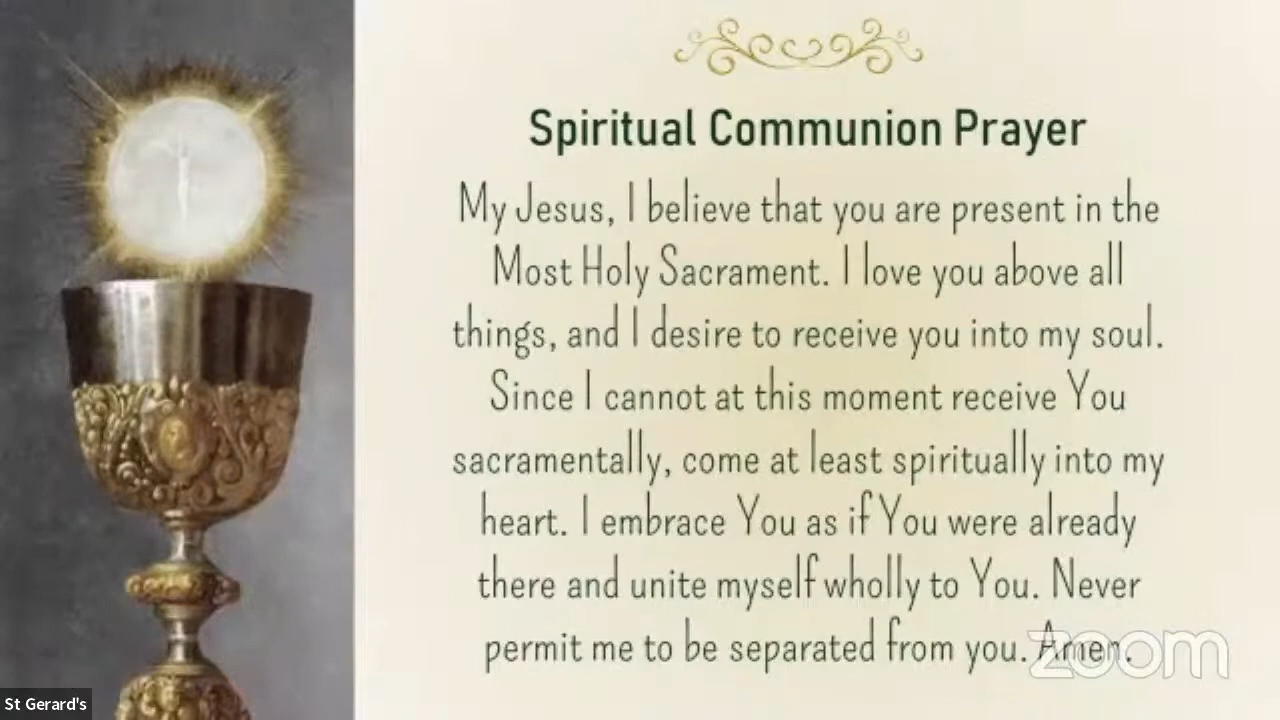 Spiritual Communion Prayer
My Jesus, I believe that you are present in the
Most Holy Sacrament. I love you above all
things, and I desire to receive you into my soul.
Since I cannot at this moment receive You
sacramentally, come at least spiritually into my
heart. I embrace You as if You were already
there and unite myself wholly to You. Never
permit me to be separated from you. Amen.
zoom
St Gerard's